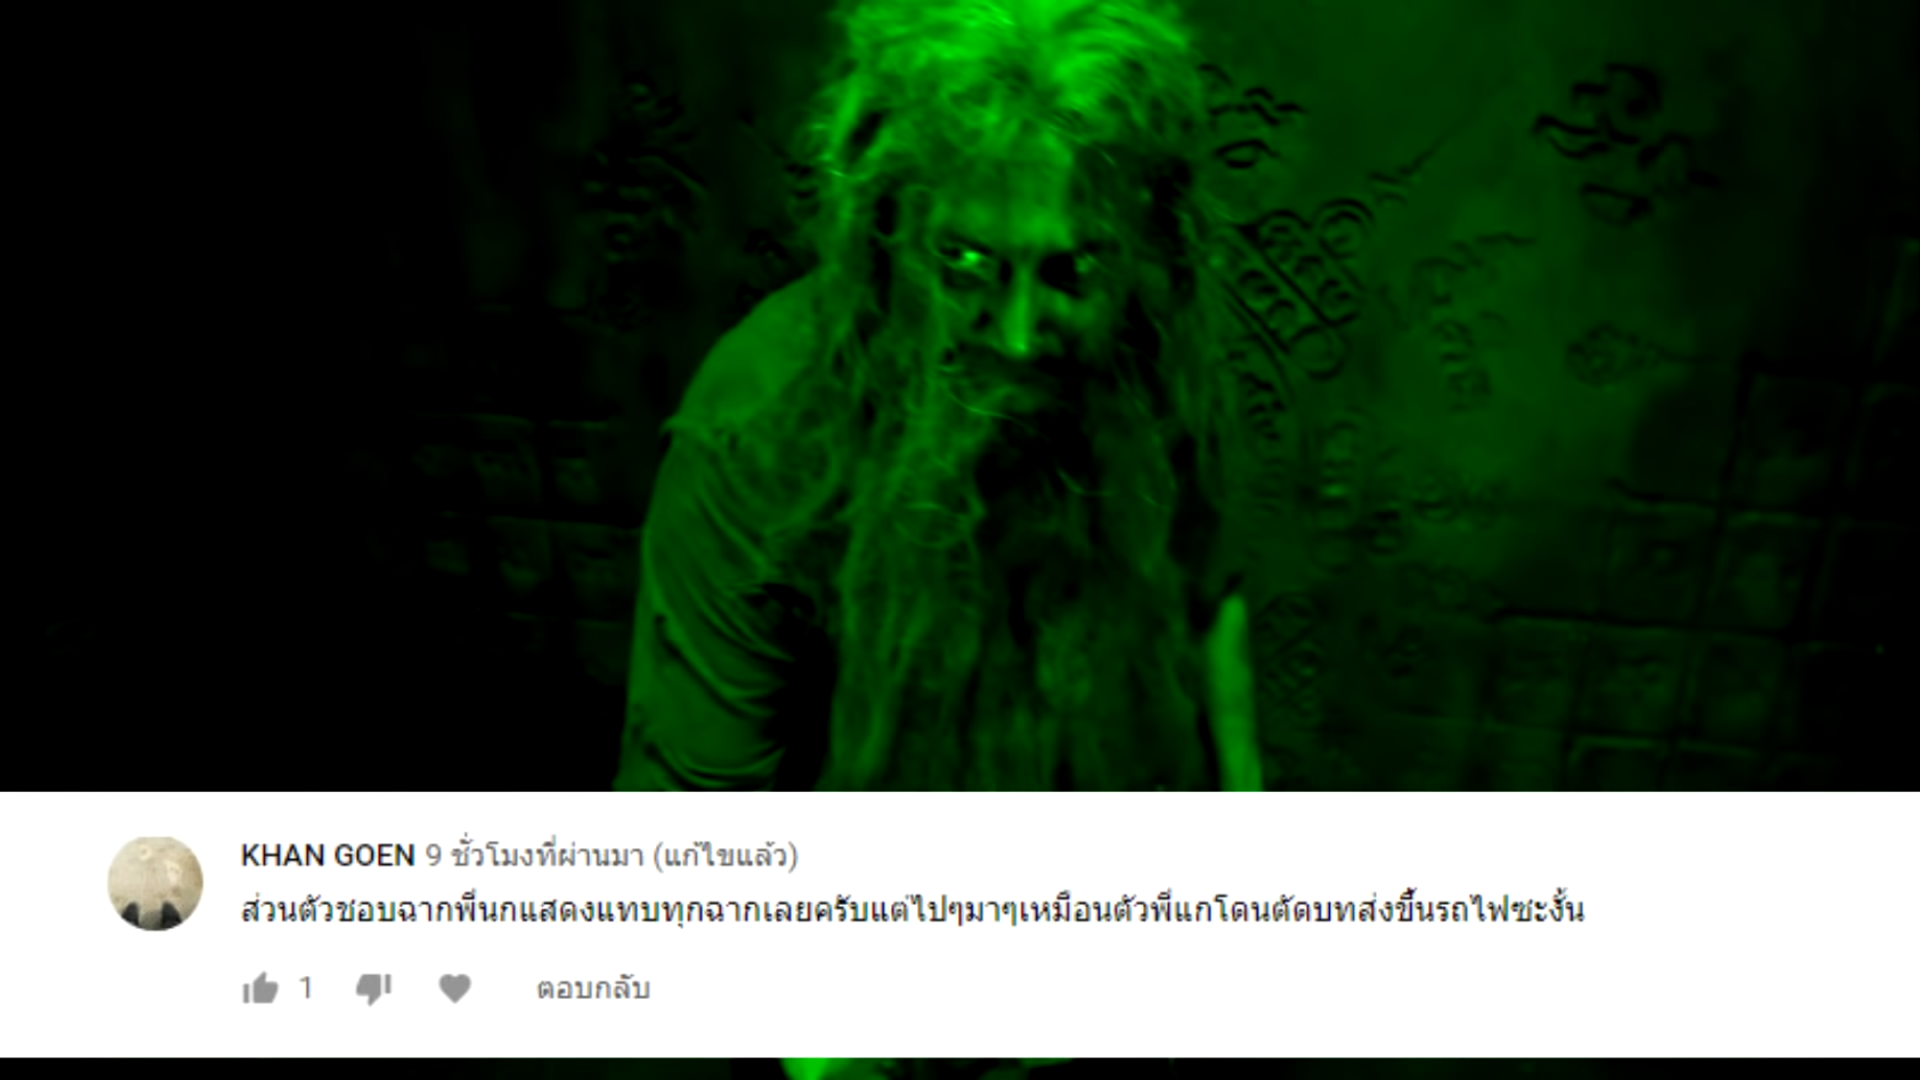 KHAN GOEN 9 ชั่วโมงที่ผ่านมา (แก้ไขแล้ว)
ส่วนตัวชอบฉากพี่นกแสดงแทบทุกฉากเลยครับแต่ไปๆมาๆเหมือนตัวพี่แกโดนตัดบทส่งขึ้นรถไฟซะงั้น
1 ตอบกลับ